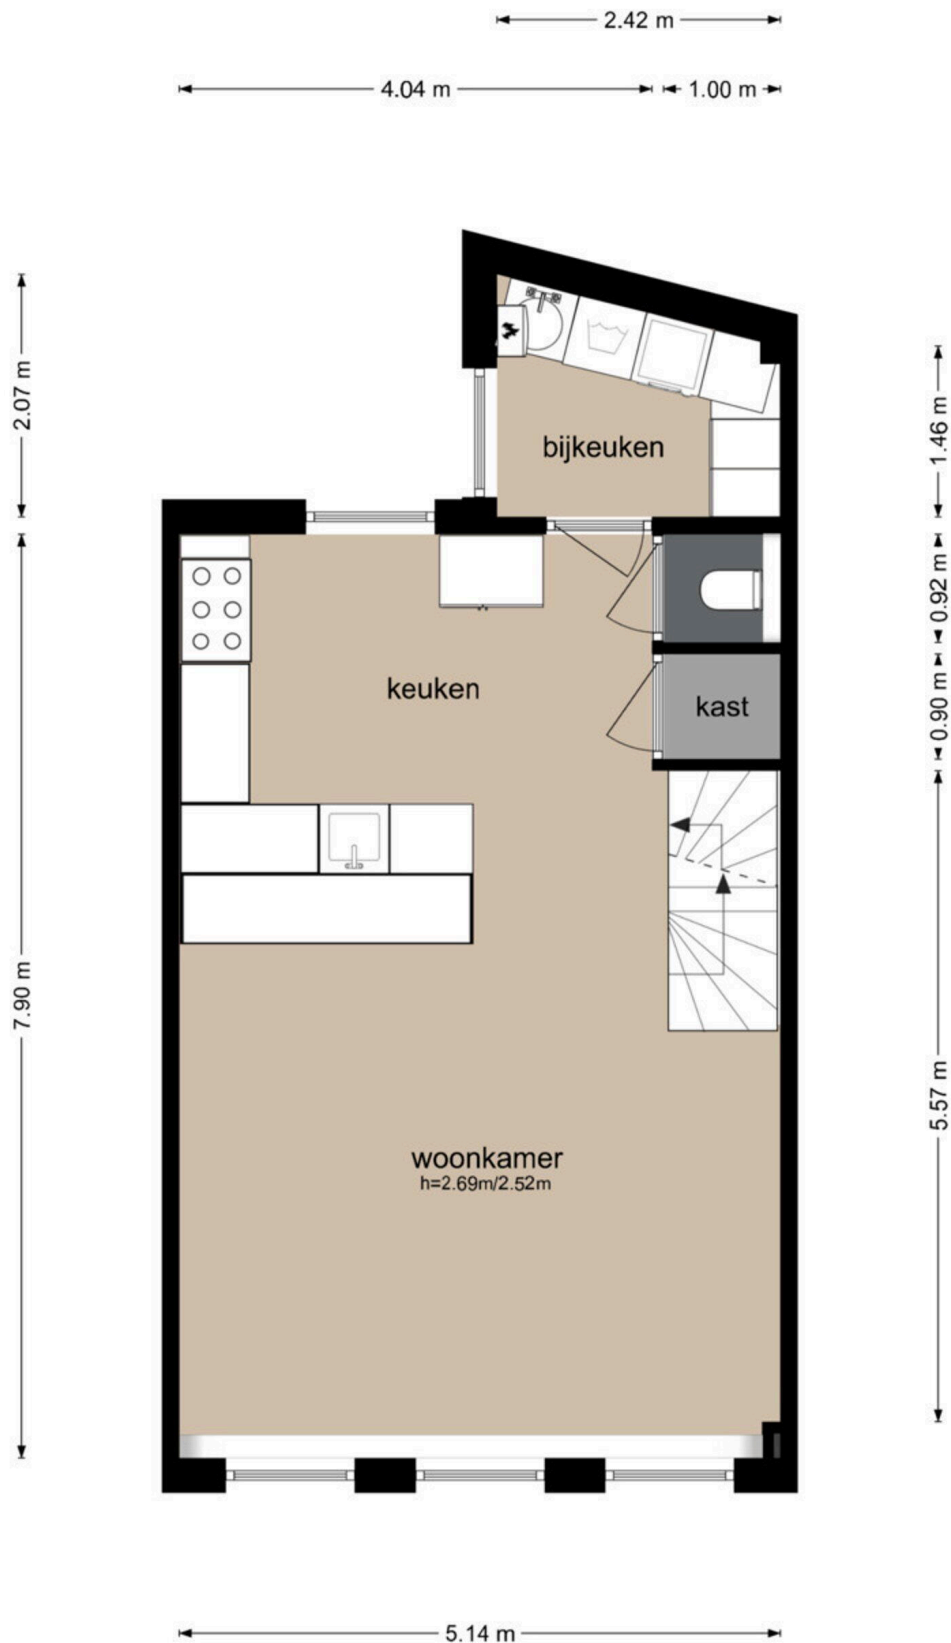 2.42 m
4.04 m
1.00 m
2.07 m
1.46 m
bijkeuken
0.92 m
keuken
0.90 m
kast
7.90 m
5.57 m
woonkamer
h=2.69m/2.52m
5.14 m